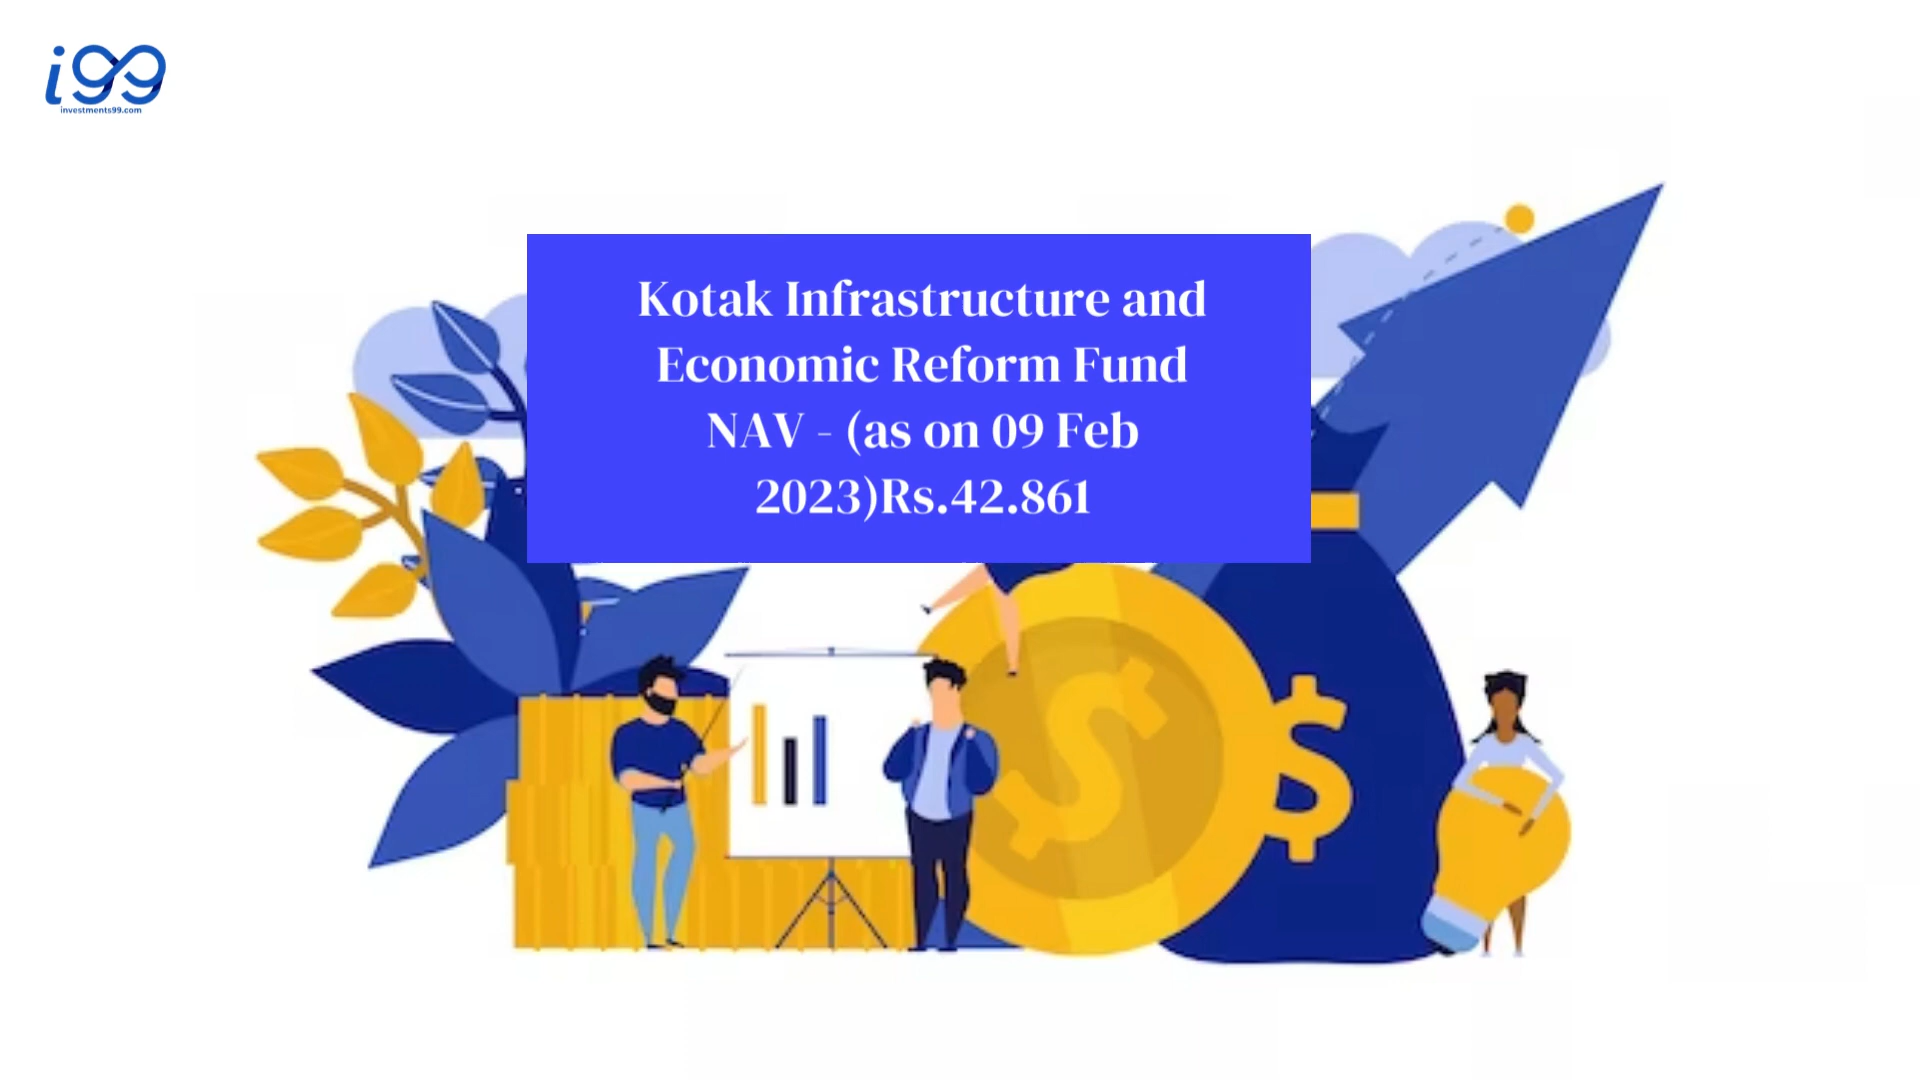 i99
investments99.com
Kotak Infrastructure and
Economic Reform Fund
NAV - (as on 09 Feb
2023)Rs.42.861
$
$